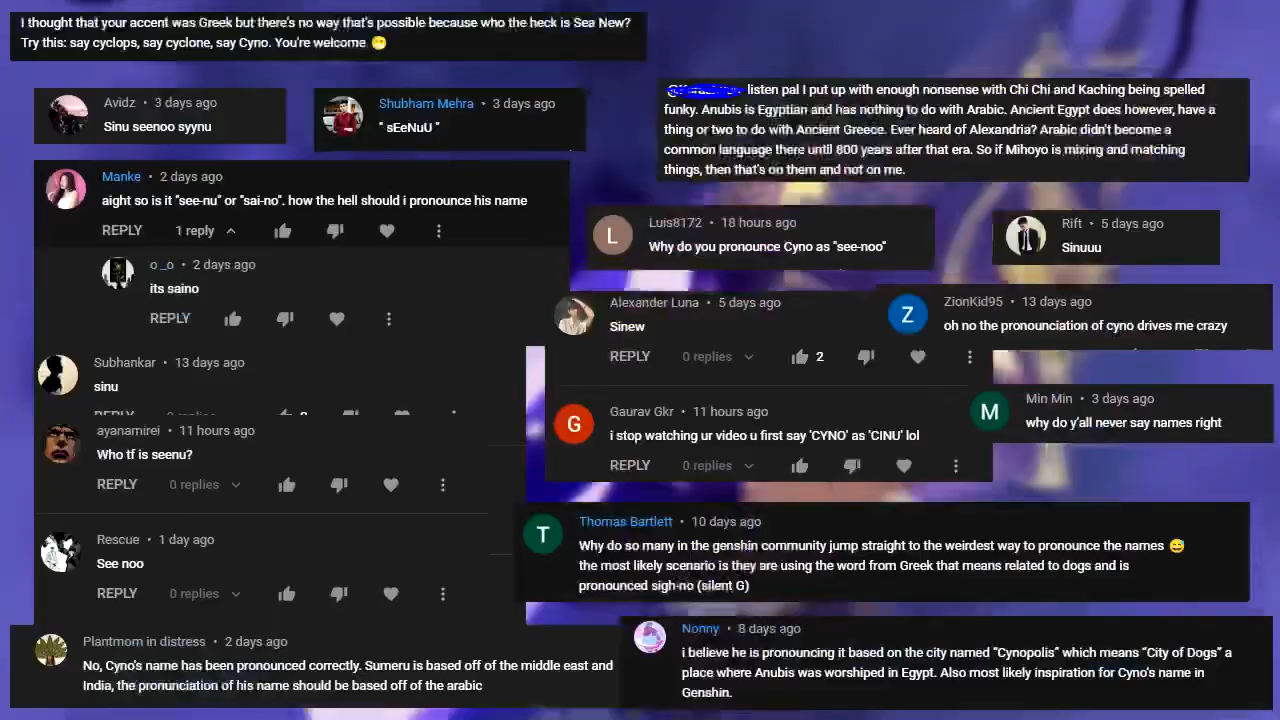 I thought that your accent was Greek but there's no way that's possible because who the heck is Sea New?
Try this: say cyclops, say cyclone, say Cyno. You're welcome 😁
Avidz • 3 days ago
Sinu seenoo syynu
Shubham Mehra • 3 days ago
" sEeNuU "
listen pal I put up with enough nonsense with Chi Chi and Kaching being spelled
funky. Anubis is Egyptian and has nothing to do with Arabic. Ancient Egypt does however, have a
thing or two to do with Ancient Greece. Ever heard of Alexandria? Arabic didn't become a
common language there until 800 years after that era. So if Mihoyo is mixing and matching
things, then that's on them and not on me.
Manke • 2 days ago
aight so is it "see-nu" or "sai-no". how the hell should i pronounce his name
REPLY 1 reply
o_o • 2 days ago
its saino
REPLY
Luis8172 • 18 hours ago
Why do you pronounce Cyno as "see-noo"
Rift • 5 days ago
Sinuuu
Alexander Luna • 5 days ago
Sinew
REPLY 0 replies 2
ZionKid95 • 13 days ago
oh no the pronounciation of cyno drives me crazy
Subhankar • 13 days ago
sinu
ayanamirei • 11 hours ago
Who tf is seenu?
REPLY 0 replies
Gaurav Gkr • 11 hours ago
i stop watching ur video u first say 'CYNO' as 'CINU' lol
REPLY 0 replies
Min Min • 3 days ago
why do y'all never say names right
Rescue • 1 day ago
See noo
REPLY 0 replies
Thomas Bartlett • 10 days ago
Why do so many in the genshin community jump straight to the weirdest way to pronounce the names 😅
the most likely scenario is they are using the word from Greek that means related to dogs and is
pronounced sigh-no (silent G)
Plantmom in distress • 2 days ago
No, Cyno's name has been pronounced correctly. Sumeru is based off of the middle east and
India, the pronunciation of his name should be based off of the arabic
Nonny • 8 days ago
i believe he is pronouncing it based on the city named "Cynopolis" which means "City of Dogs" a
place where Anubis was worshiped in Egypt. Also most likely inspiration for Cyno's name in
Genshin.